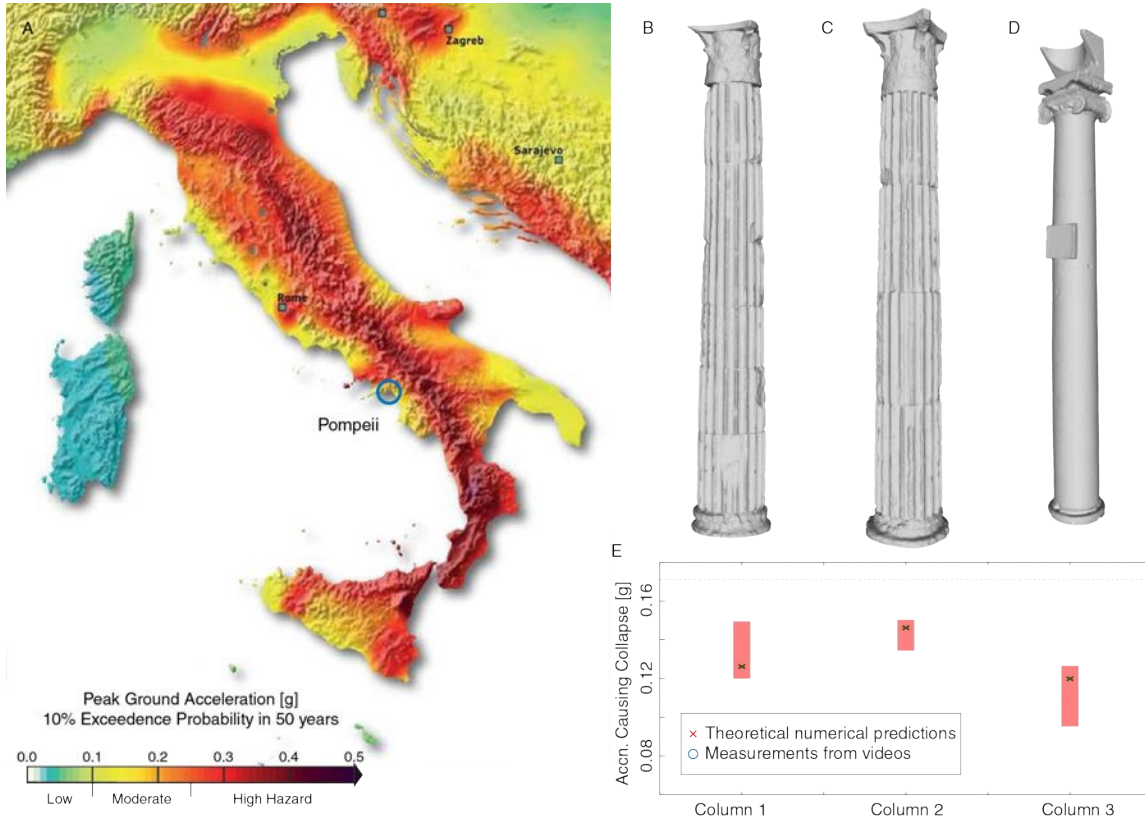 A
Zagreb
Sarajevo
Rome
Pompeii
Peak Ground Acceleration [g]
10% Exceedence Probability in 50 years
0.0 0.1 0.2 0.3 0.4 0.5
Low Moderate High Hazard
B
C
D
E
Accn. Causing Collapse [g]
0.16
0.12
0.08
× Theoretical numerical predictions
○ Measurements from videos
Column 1 Column 2 Column 3